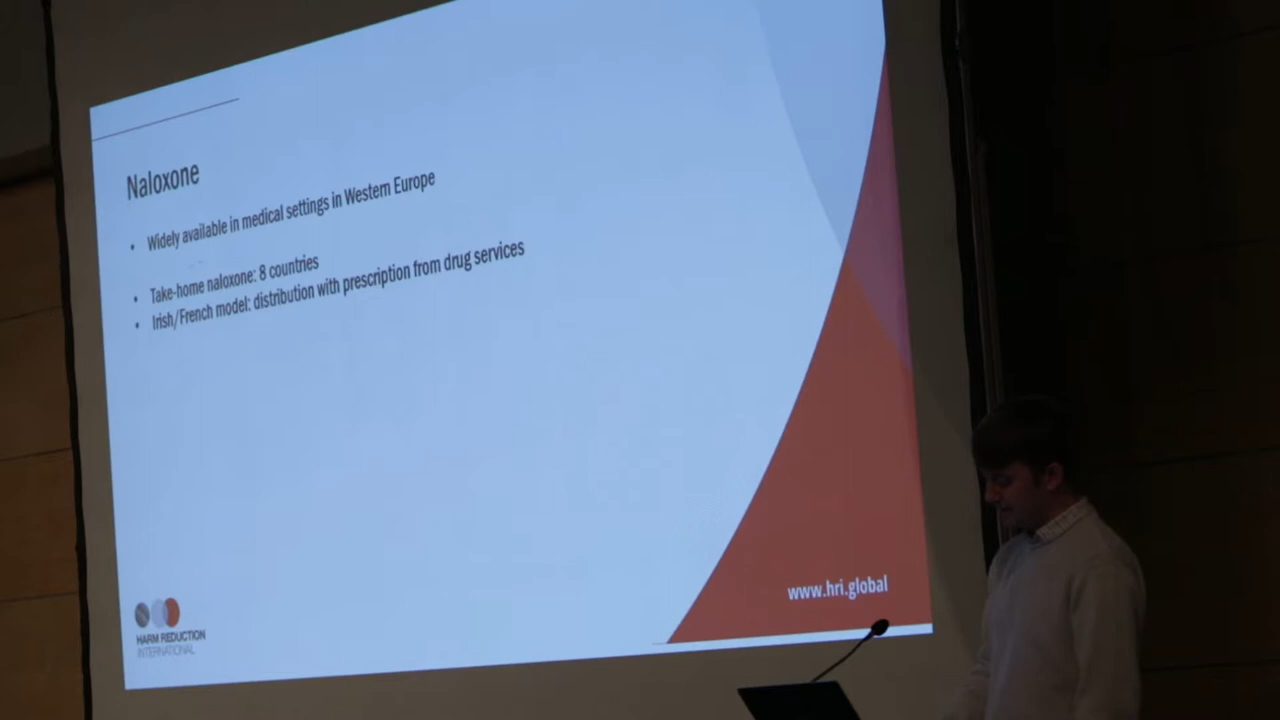 Naloxone
• Widely available in medical settings in Western Europe
• Take-home naloxone: 8 countries
• Irish/French model: distribution with prescription from drug services
www.hri.global
HARM REDUCTION
INTERNATIONAL